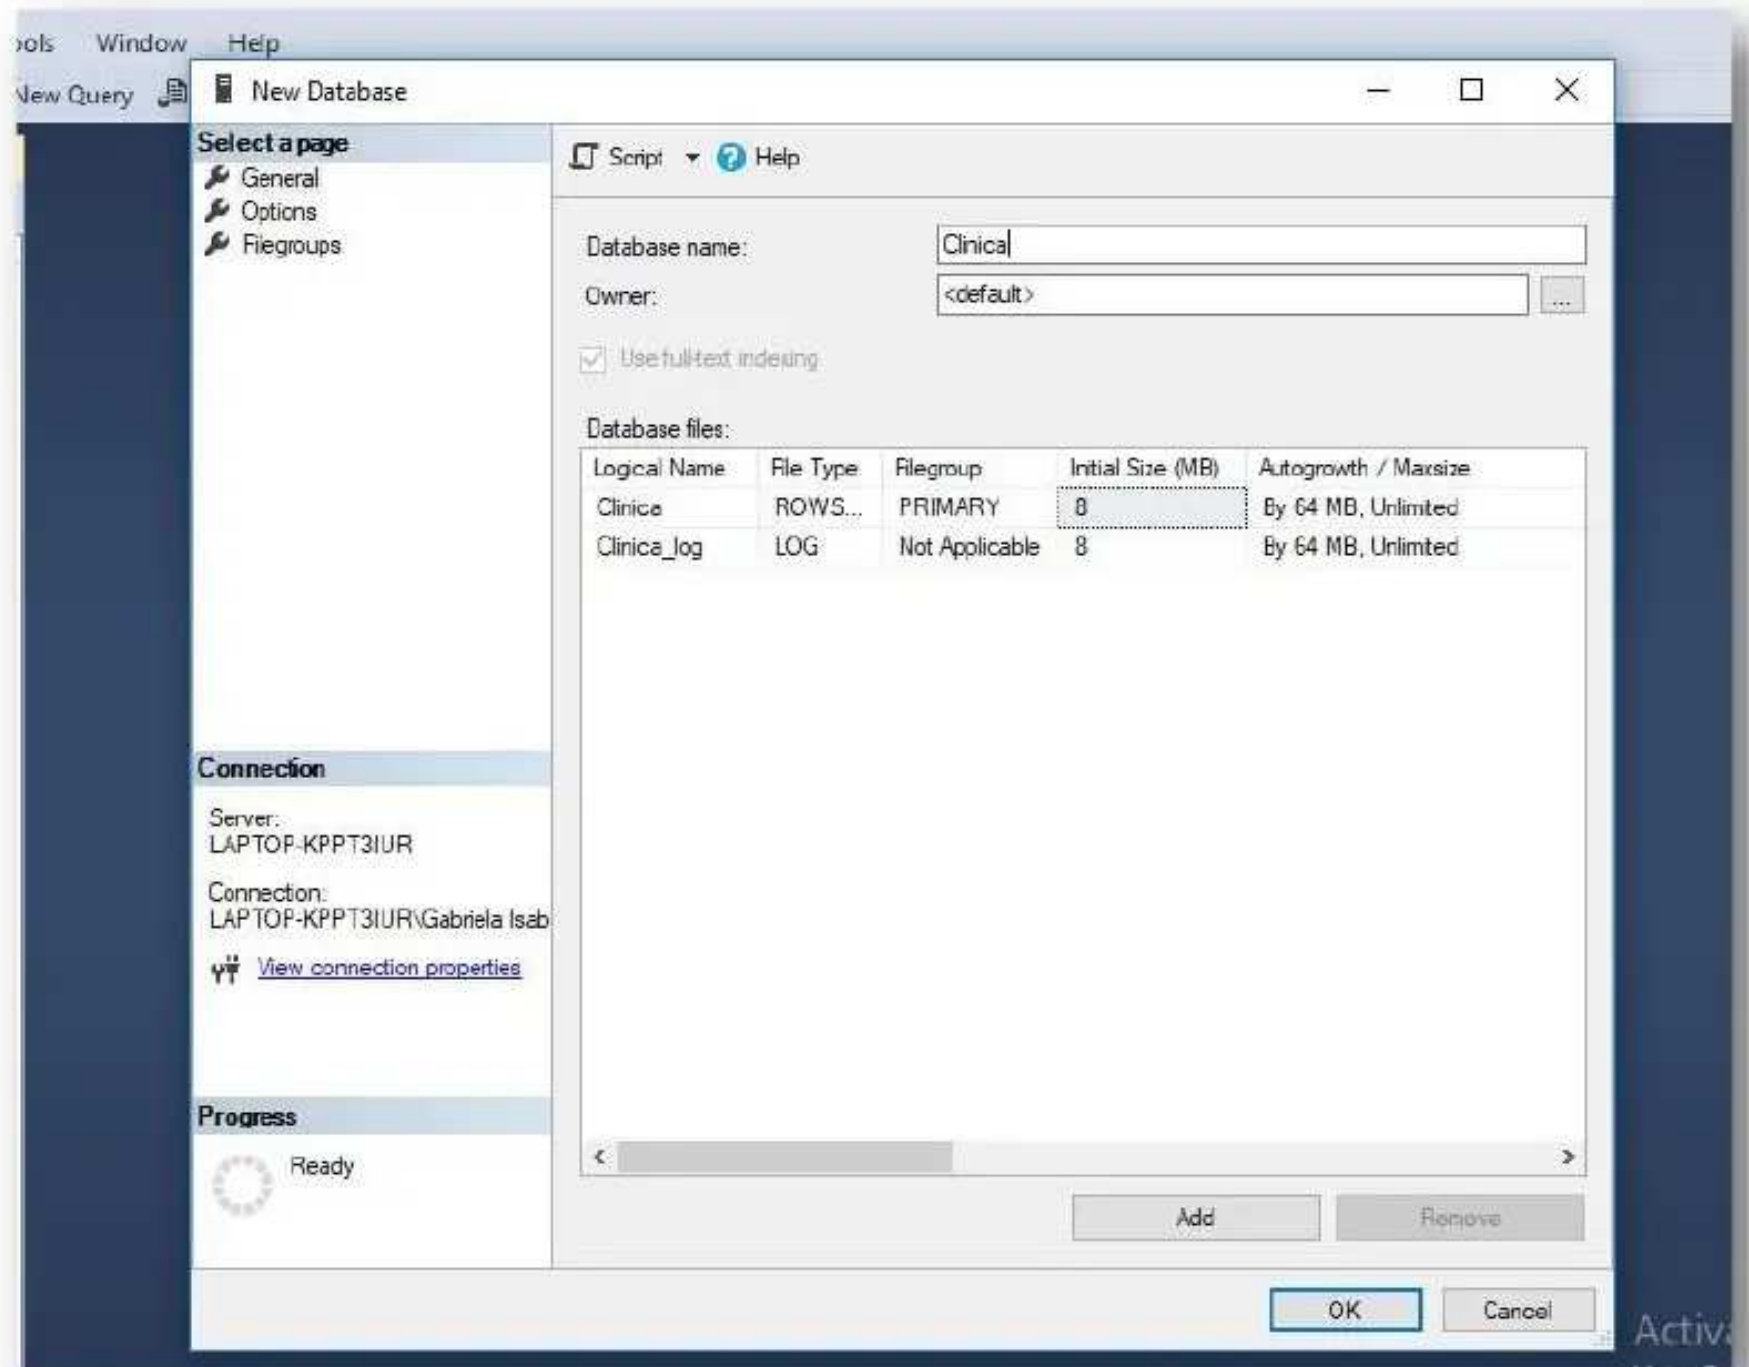 ools Window Help
New Query
New Database
Select a page
General
Options
Filegroups
Script Help
Database name: Clinica
Owner: <default> ...
Use full-text indexing
Database files:
Logical Name File Type Filegroup Initial Size (MB) Autogrowth / Maxsize
Clinica ROWS... PRIMARY 8 By 64 MB, Unlimited
Clinica_log LOG Not Applicable 8 By 64 MB, Unlimited
Connection
Server:
LAPTOP-KPPT3IUR
Connection:
LAPTOP-KPPT3IUR\Gabriela Isab
View connection properties
Progress
Ready
Add Remove
OK Cancel
Activa